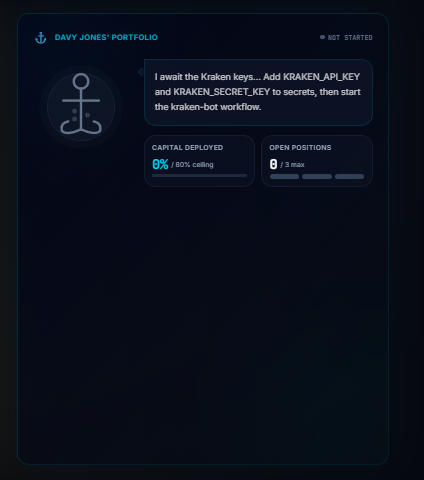 DAVY JONES' PORTFOLIO
NOT STARTED
I await the Kraken keys... Add KRAKEN_API_KEY
and KRAKEN_SECRET_KEY to secrets, then start
the kraken-bot workflow.
CAPITAL DEPLOYED
0% / 80% ceiling
OPEN POSITIONS
0 / 3 max